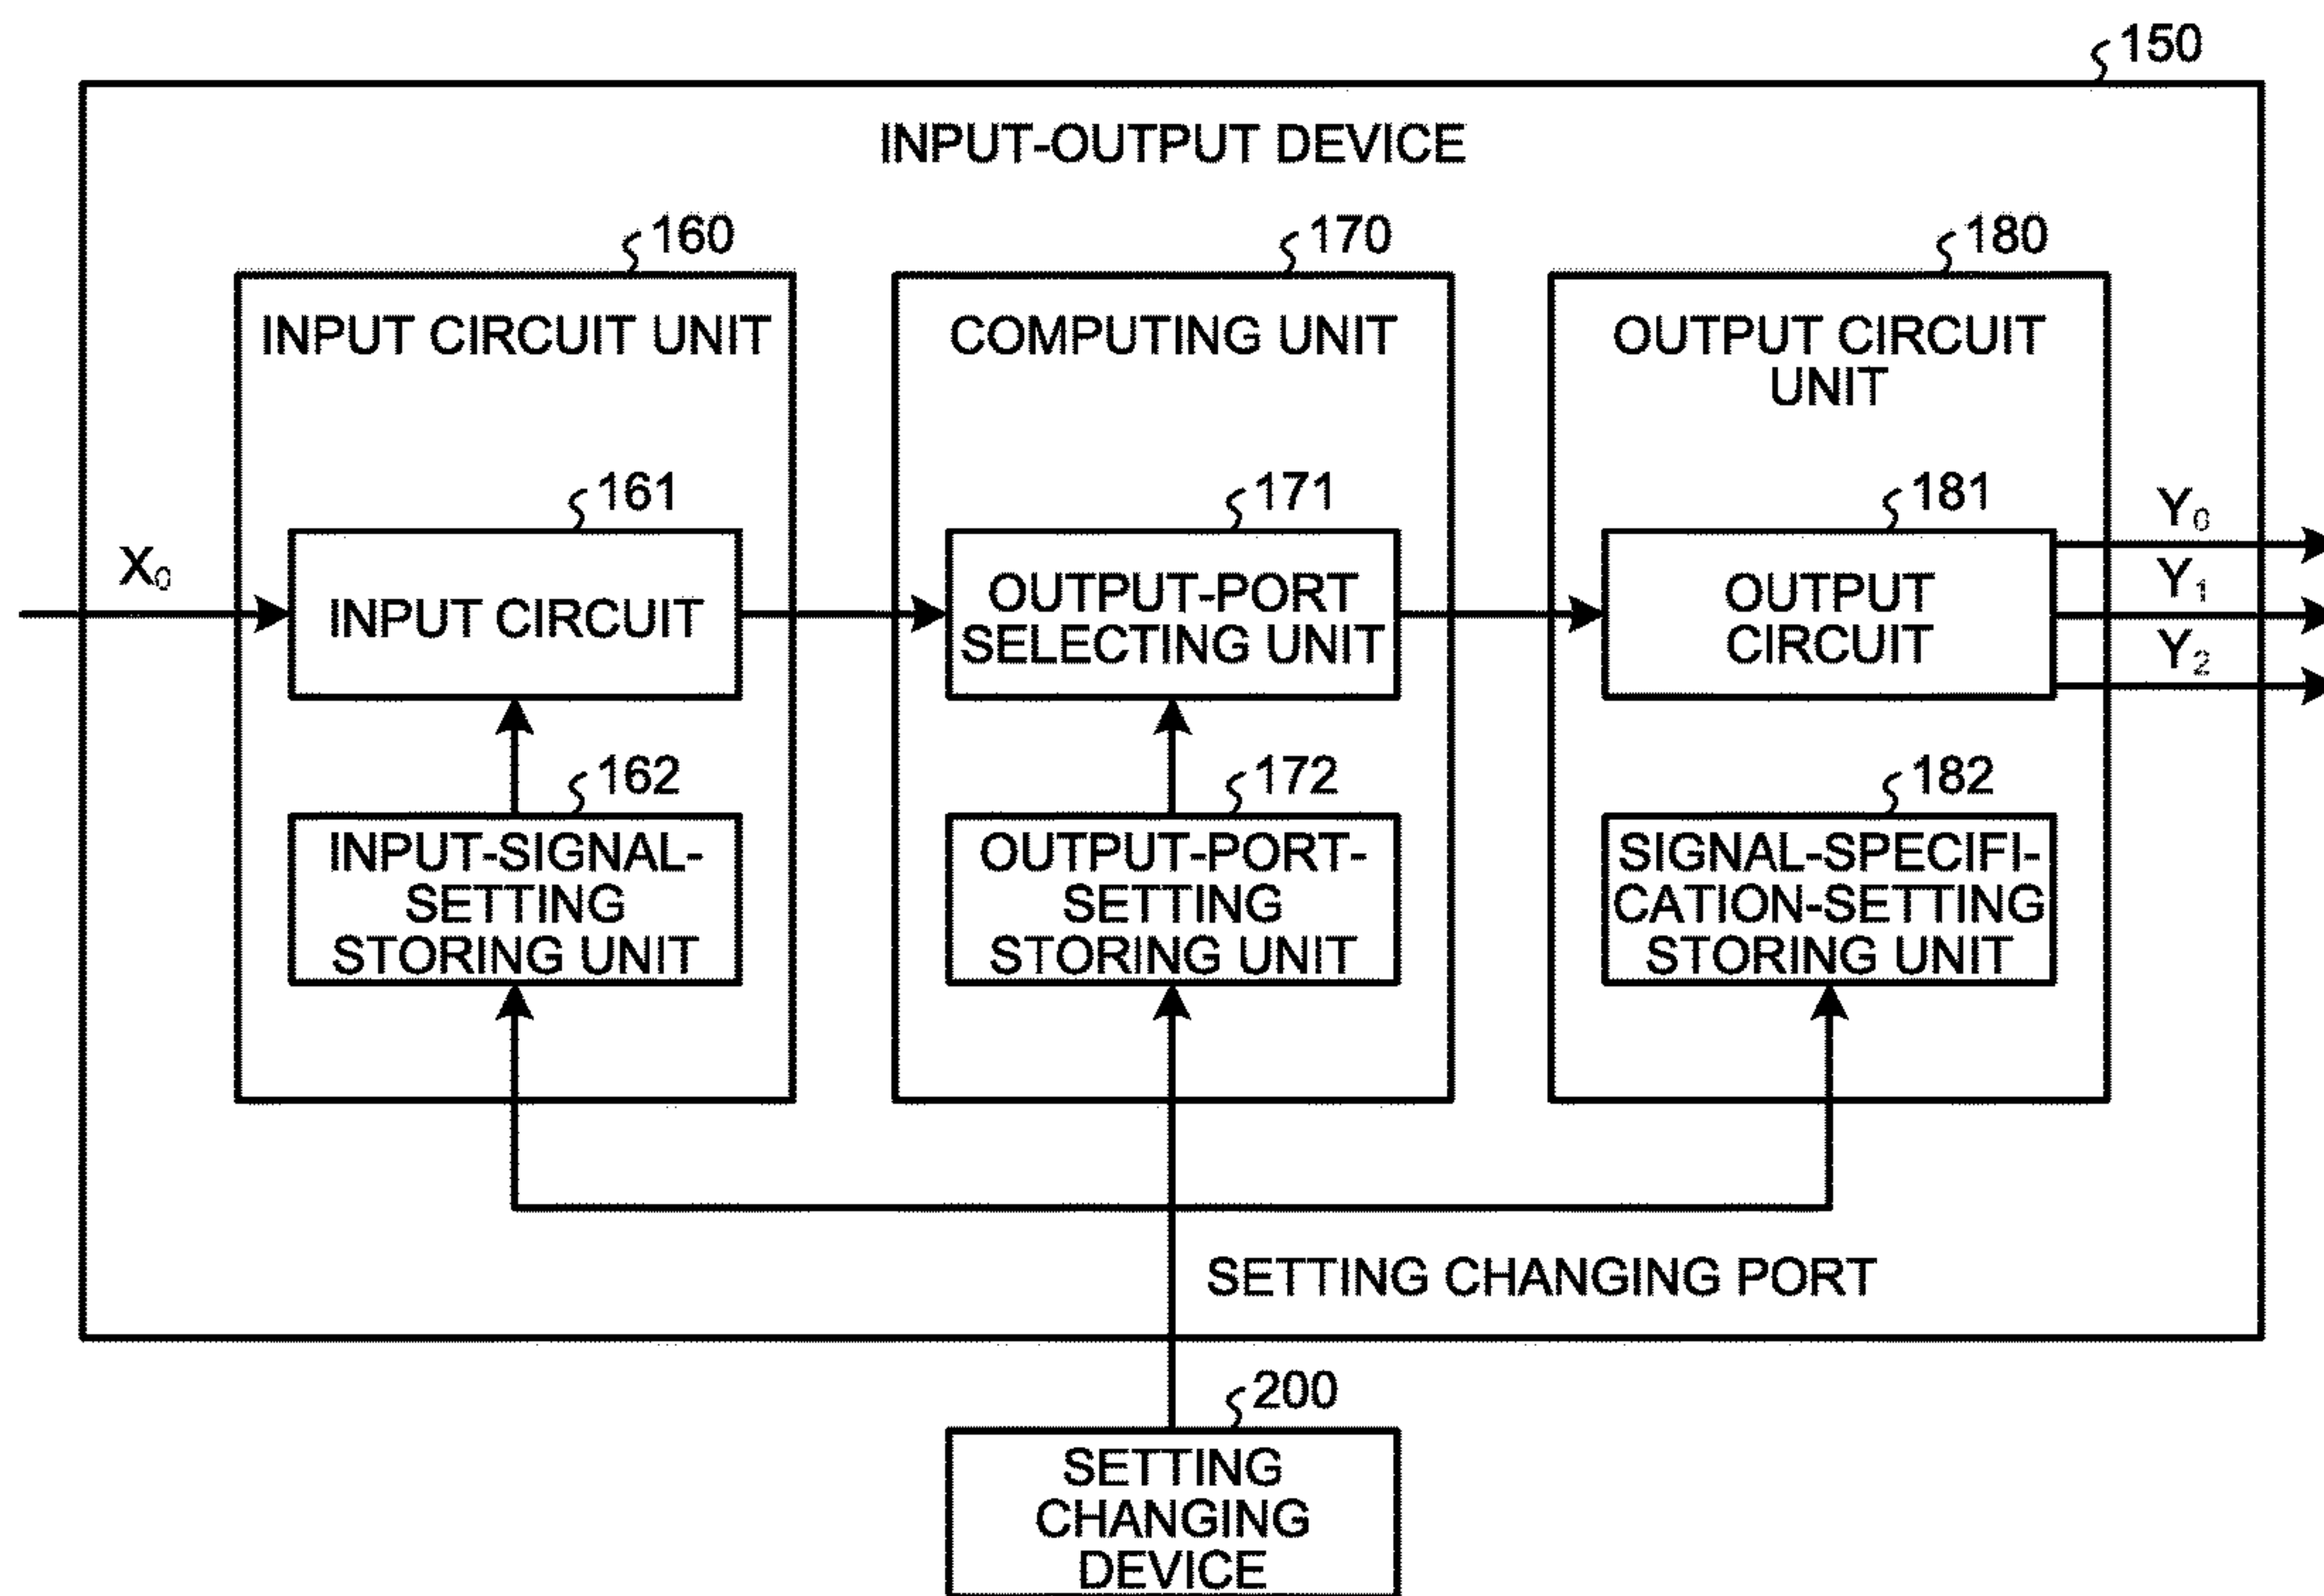 150
INPUT-OUTPUT DEVICE
160
170
180
INPUT CIRCUIT UNIT
COMPUTING UNIT
OUTPUT CIRCUIT
UNIT
161
171
181
X₀
INPUT CIRCUIT
OUTPUT-PORT
SELECTING UNIT
OUTPUT
CIRCUIT
Y₀
Y₁
Y₂
162
172
182
INPUT-SIGNAL-
SETTING
STORING UNIT
OUTPUT-PORT-
SETTING
STORING UNIT
SIGNAL-SPECIFI-
CATION-SETTING
STORING UNIT
SETTING CHANGING PORT
200
SETTING
CHANGING
DEVICE